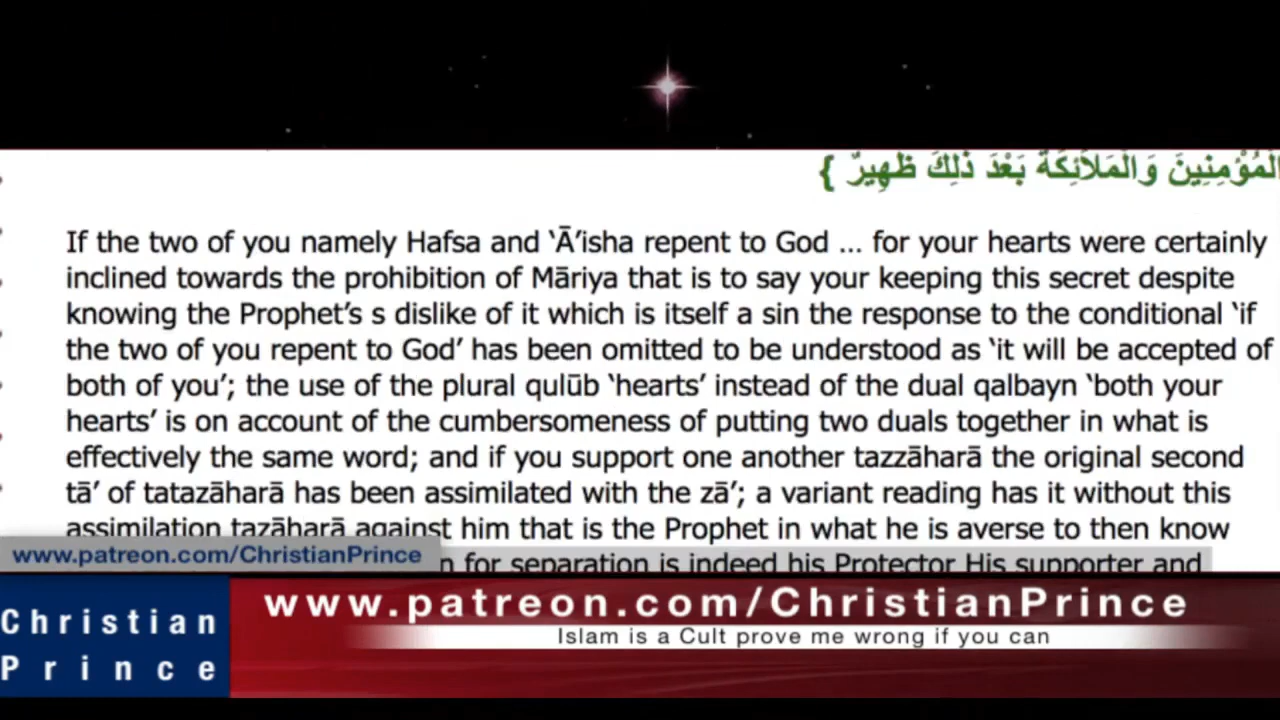 الْمُؤْمِنِينَ وَالْمَلاَئِكَةُ بَعْدَ ذَلِكَ ظَهِيرٌ }
If the two of you namely Hafsa and ‘Ā’isha repent to God ... for your hearts were certainly
inclined towards the prohibition of Māriya that is to say your keeping this secret despite
knowing the Prophet’s s dislike of it which is itself a sin the response to the conditional ‘if
the two of you repent to God’ has been omitted to be understood as ‘it will be accepted of
both of you’; the use of the plural qulūb ‘hearts’ instead of the dual qalbayn ‘both your
hearts’ is on account of the cumbersomeness of putting two duals together in what is
effectively the same word; and if you support one another tazzāharā the original second
tā’ of tatazāharā has been assimilated with the zā’; a variant reading has it without this
assimilation tazāharā against him that is the Prophet in what he is averse to then know
www.patreon.com/ChristianPrince
n for separation is indeed his Protector His supporter and
www.patreon.com/ChristianPrince
Islam is a Cult prove me wrong if you can
Christian
Prince